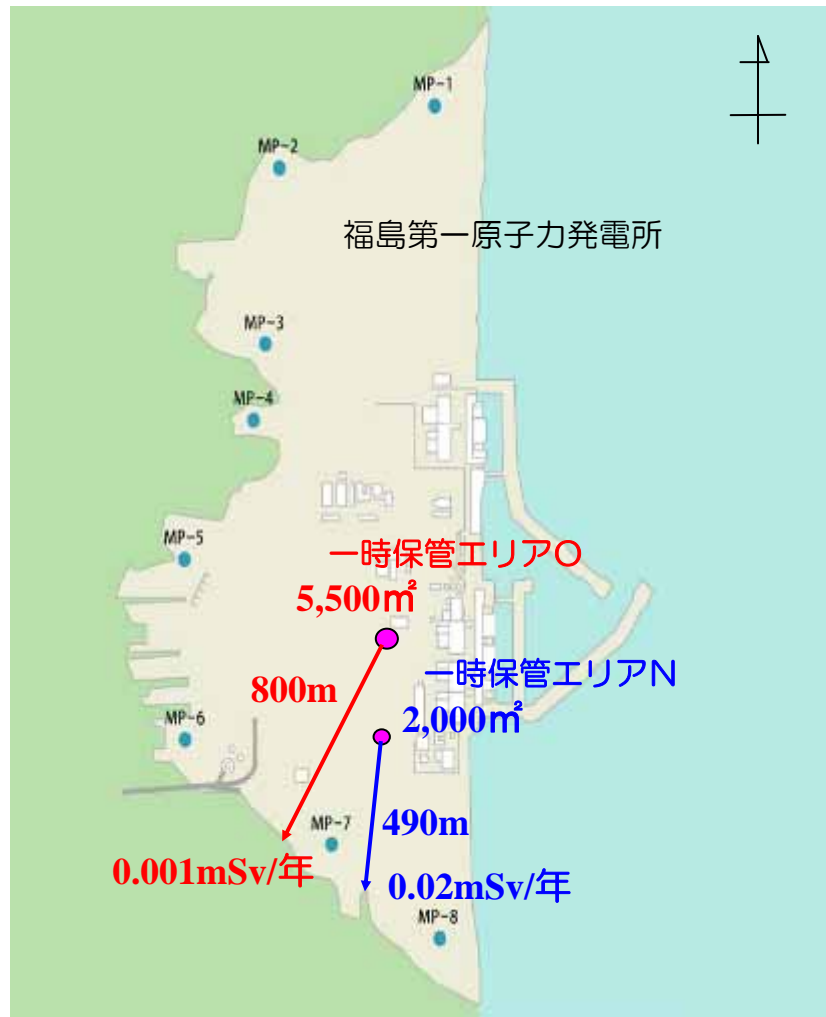 MP-1
MP-2
福島第一原子力発電所
MP-3
MP-4
MP-5
一時保管エリアO
5,500㎡
一時保管エリアN
800m
2,000㎡
MP-6
490m
MP-7
0.001mSv/年
0.02mSv/年
MP-8